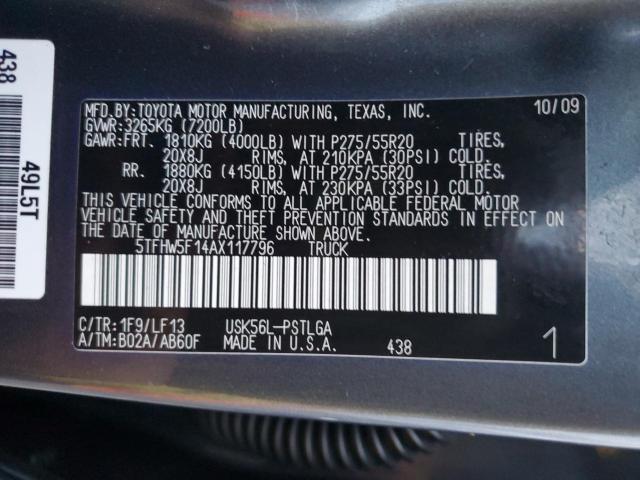 438
49L5T
MFD.BY:TOYOTA MOTOR MANUFACTURING, TEXAS, INC. 10/09
GVWR:3265KG (7200LB)
GAWR:FRT. 1810KG (4000LB) WITH P275/55R20 TIRES,
20X8J RIMS, AT 210KPA (30PSI) COLD.
RR. 1880KG (4150LB) WITH P275/55R20 TIRES,
20X8J RIMS, AT 230KPA (33PSI) COLD.
THIS VEHICLE CONFORMS TO ALL APPLICABLE FEDERAL MOTOR
VEHICLE SAFETY AND THEFT PREVENTION STANDARDS IN EFFECT ON
THE DATE OF MANUFACTURE SHOWN ABOVE.
5TFHW5F14AX117796 TRUCK
C/TR:1F9/LF13 USK56L-PSTLGA
A/TM:B02A/AB60F MADE IN U.S.A. 438 1